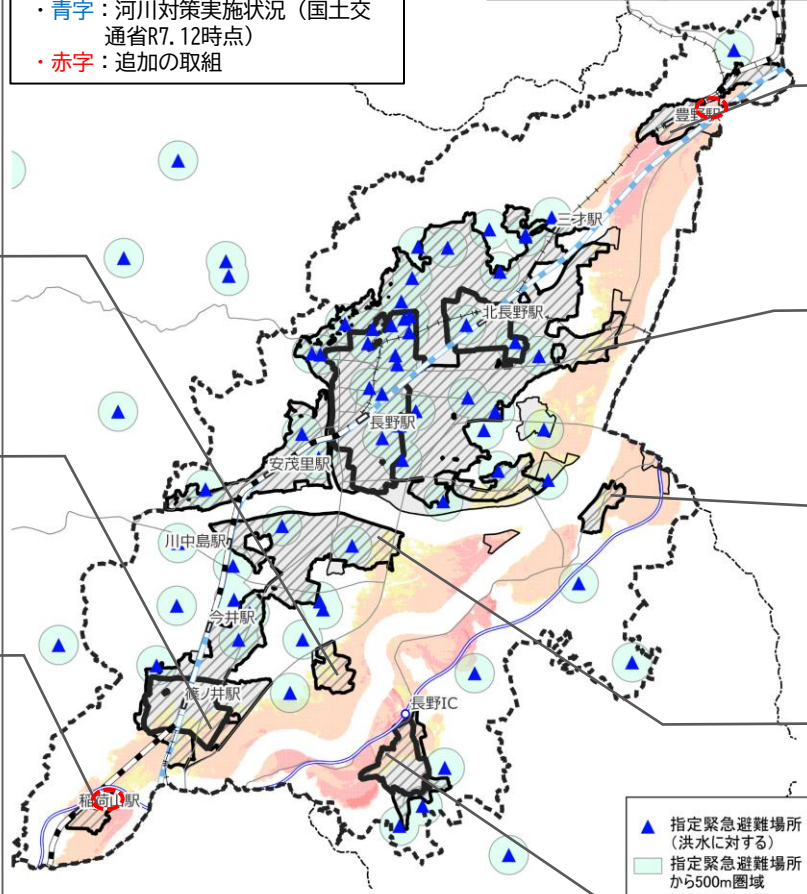 ・青字：河川対策実施状況（国土交
通省R7.12時点）
・赤字：追加の取組
豊野駅
三才駅
北長野駅
長野駅
安茂里駅
川中島駅
今井駅
篠ノ井駅
長野IC
稲荷山駅
指定緊急避難場所
（洪水に対する）
指定緊急避難場所
から500m圏域